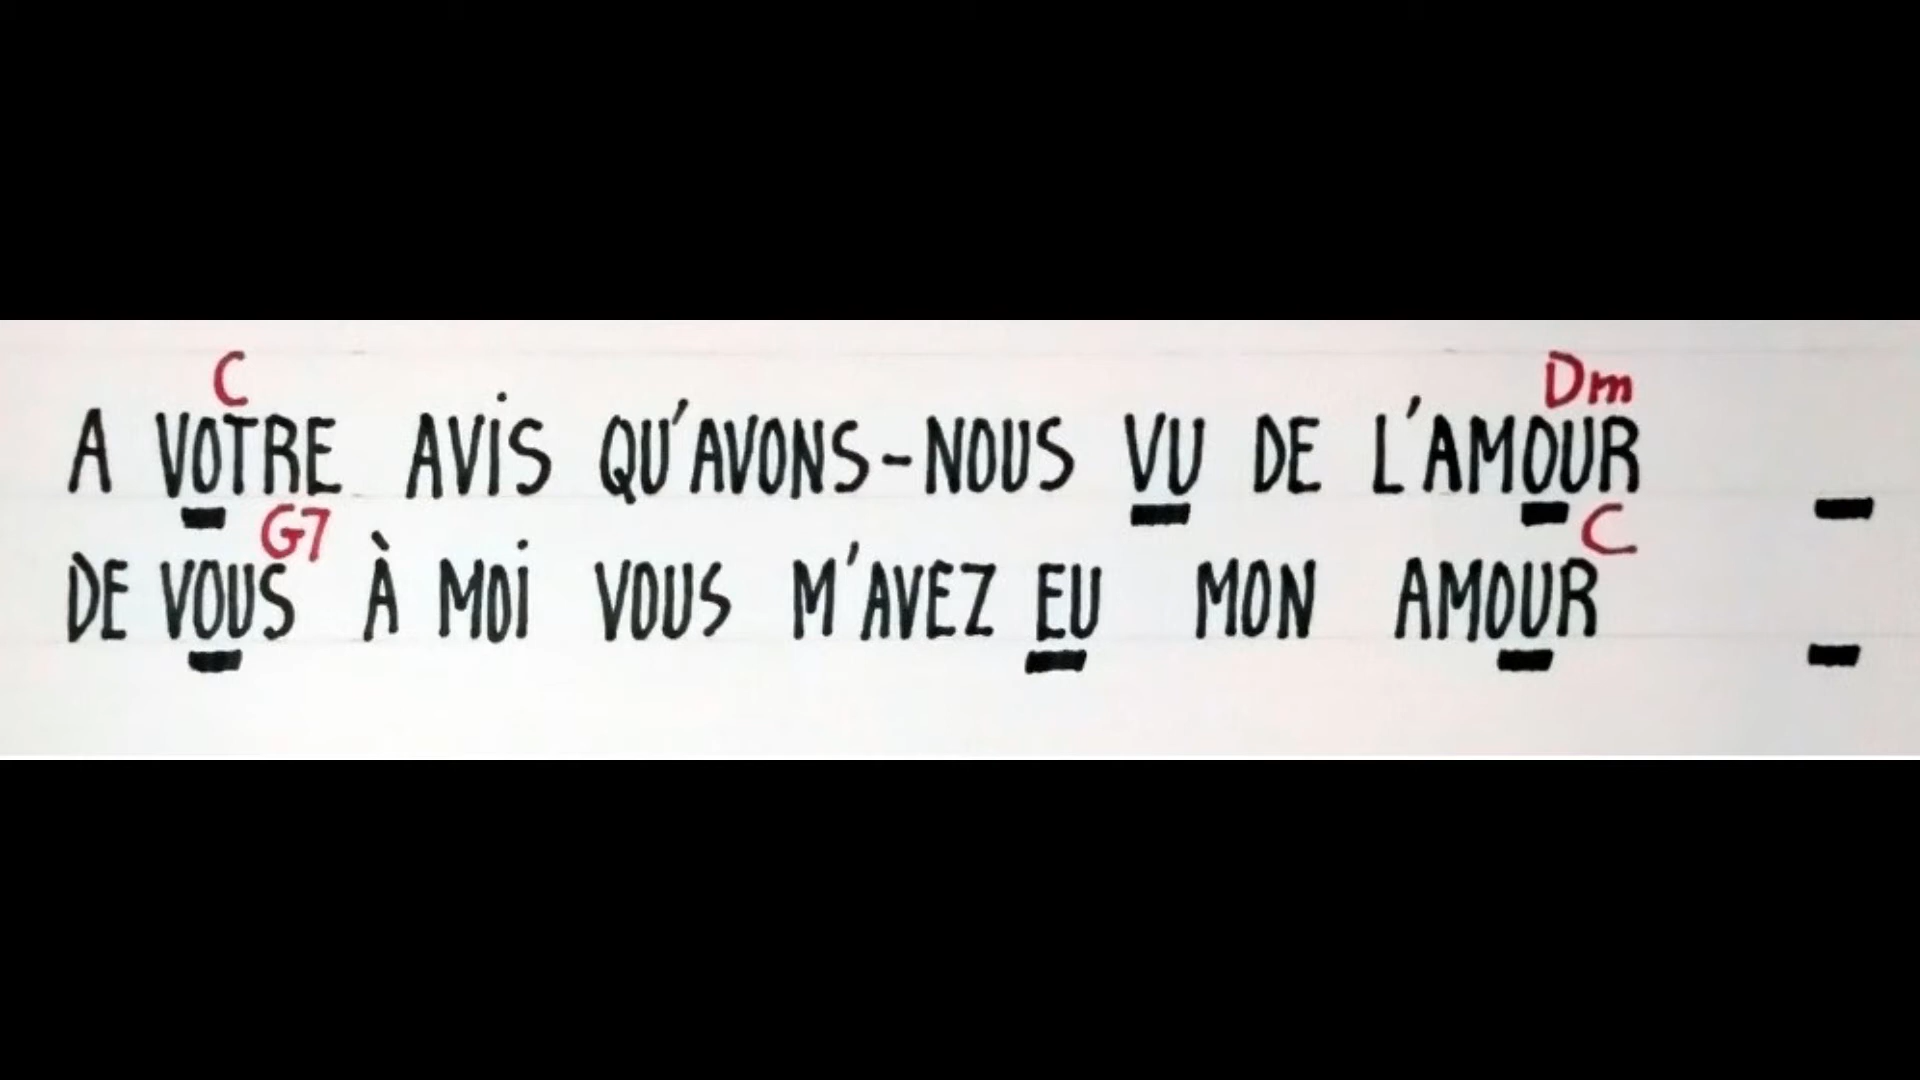 C Dm
A VOTRE AVIS QU'AVONS-NOUS VU DE L'AMOUR
G7 C
DE VOUS À MOI VOUS M'AVEZ EU MON AMOUR